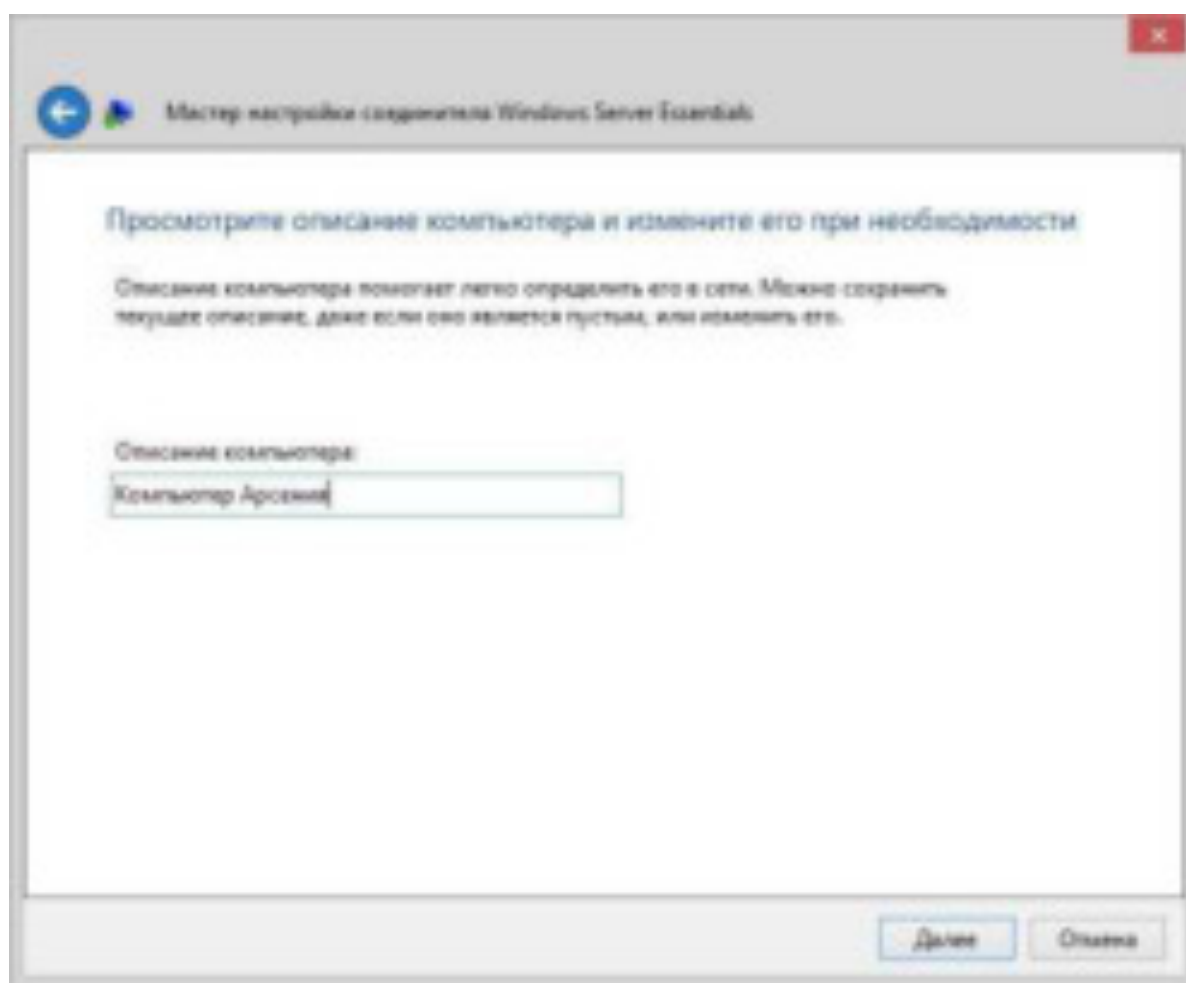 Мастер настройки соединителя Windows Server Essentials
Просмотрите описание компьютера и измените его при необходимости
Описание компьютера помогает легко определить его в сети. Можно сохранить
текущее описание, даже если оно является пустым, или изменить его.
Описание компьютера:
Компьютер Арсения
Далее
Отмена